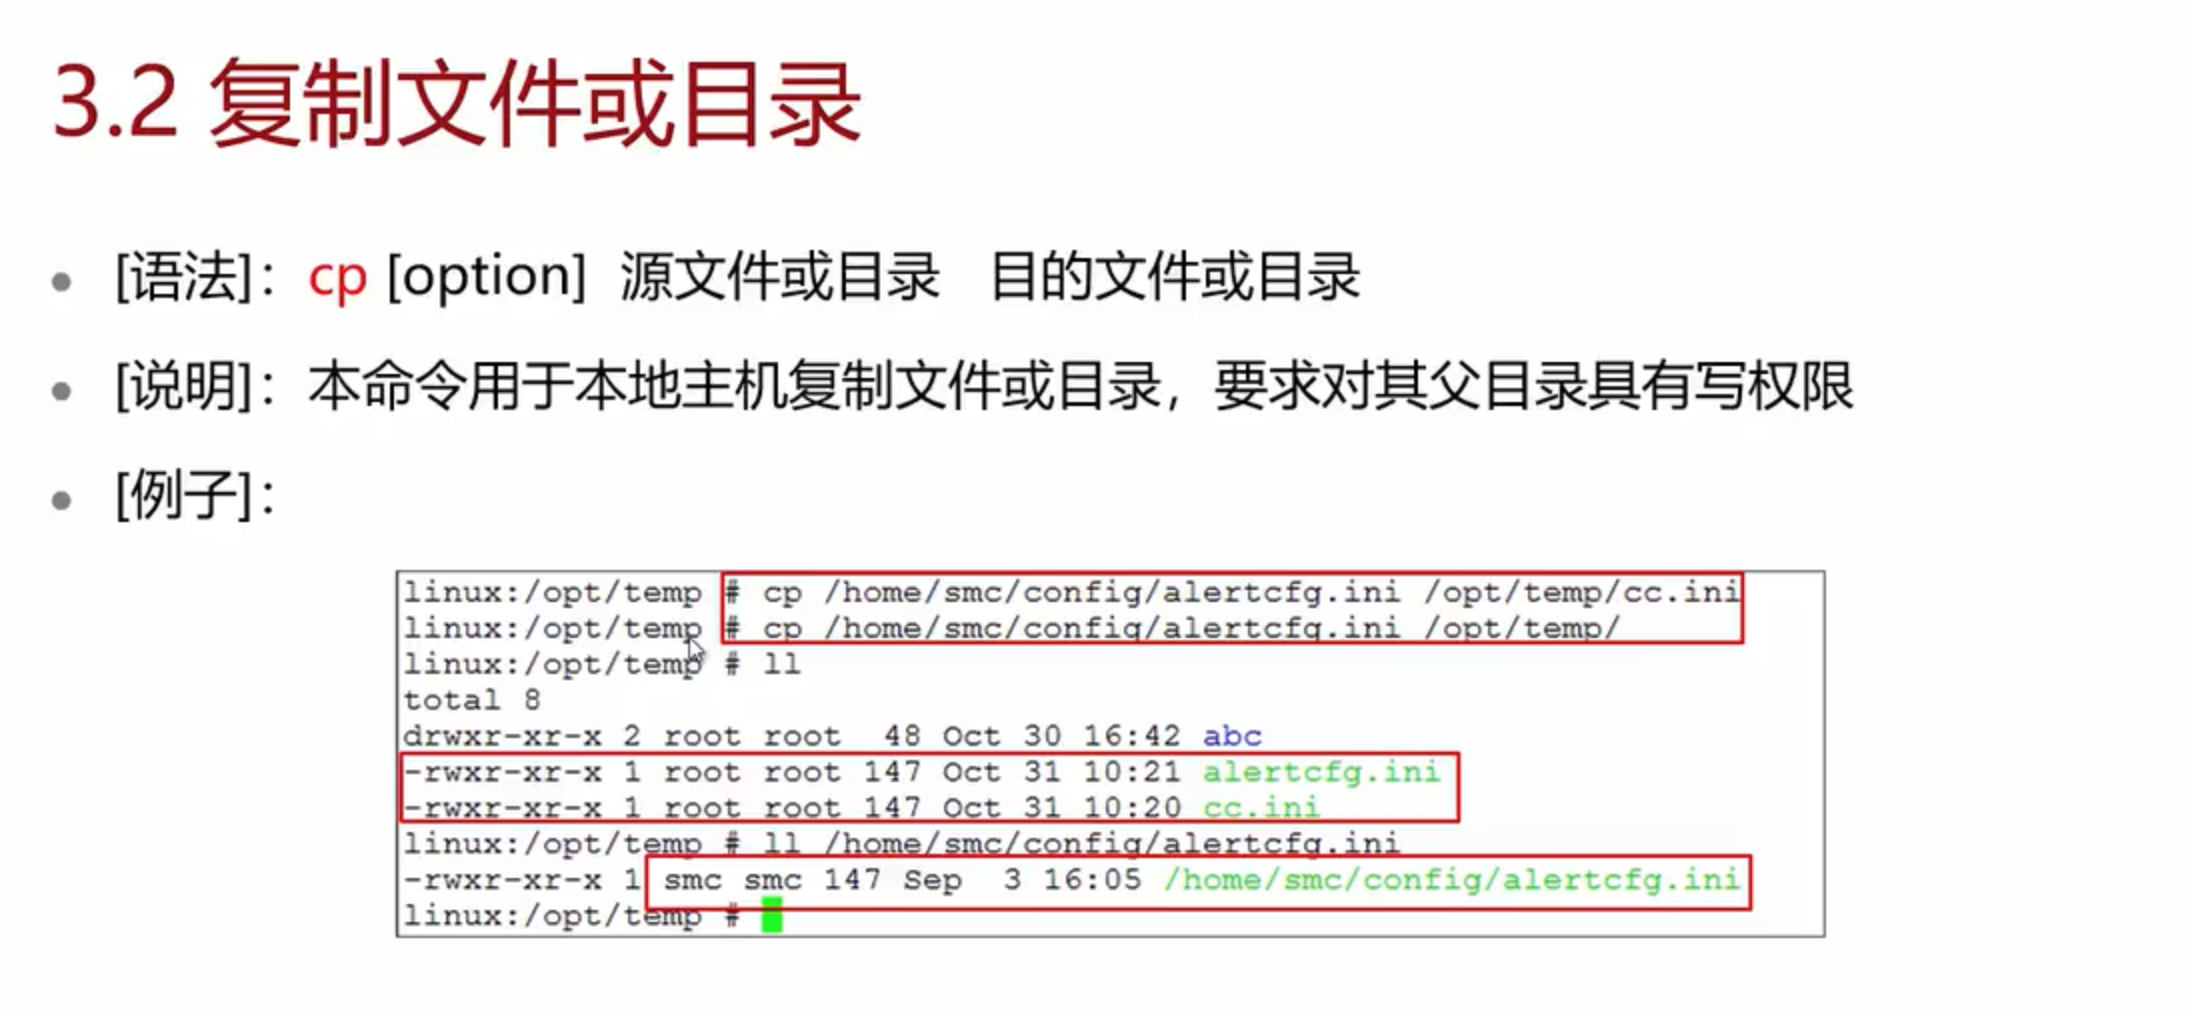 3.2 复制文件或目录
[语法]：cp [option] 源文件或目录 目的文件或目录
[说明]：本命令用于本地主机复制文件或目录，要求对其父目录具有写权限
[例子]：
linux:/opt/temp # cp /home/smc/config/alertcfg.ini /opt/temp/cc.ini
linux:/opt/temp # cp /home/smc/config/alertcfg.ini /opt/temp/
linux:/opt/temp # ll
total 8
drwxr-xr-x 2 root root  48 Oct 30 16:42 abc
-rwxr-xr-x 1 root root 147 Oct 31 10:21 alertcfg.ini
-rwxr-xr-x 1 root root 147 Oct 31 10:20 cc.ini
linux:/opt/temp # ll /home/smc/config/alertcfg.ini
-rwxr-xr-x 1 smc smc 147 Sep  3 16:05 /home/smc/config/alertcfg.ini
linux:/opt/temp #